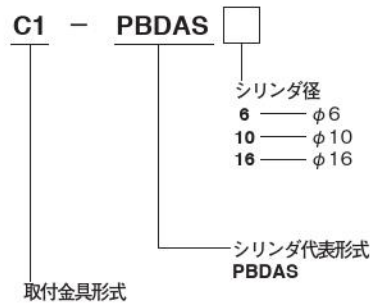 C1 － PBDAS □
シリンダ径
6 ── φ6
10 ── φ10
16 ── φ16
シリンダ代表形式
PBDAS
取付金具形式